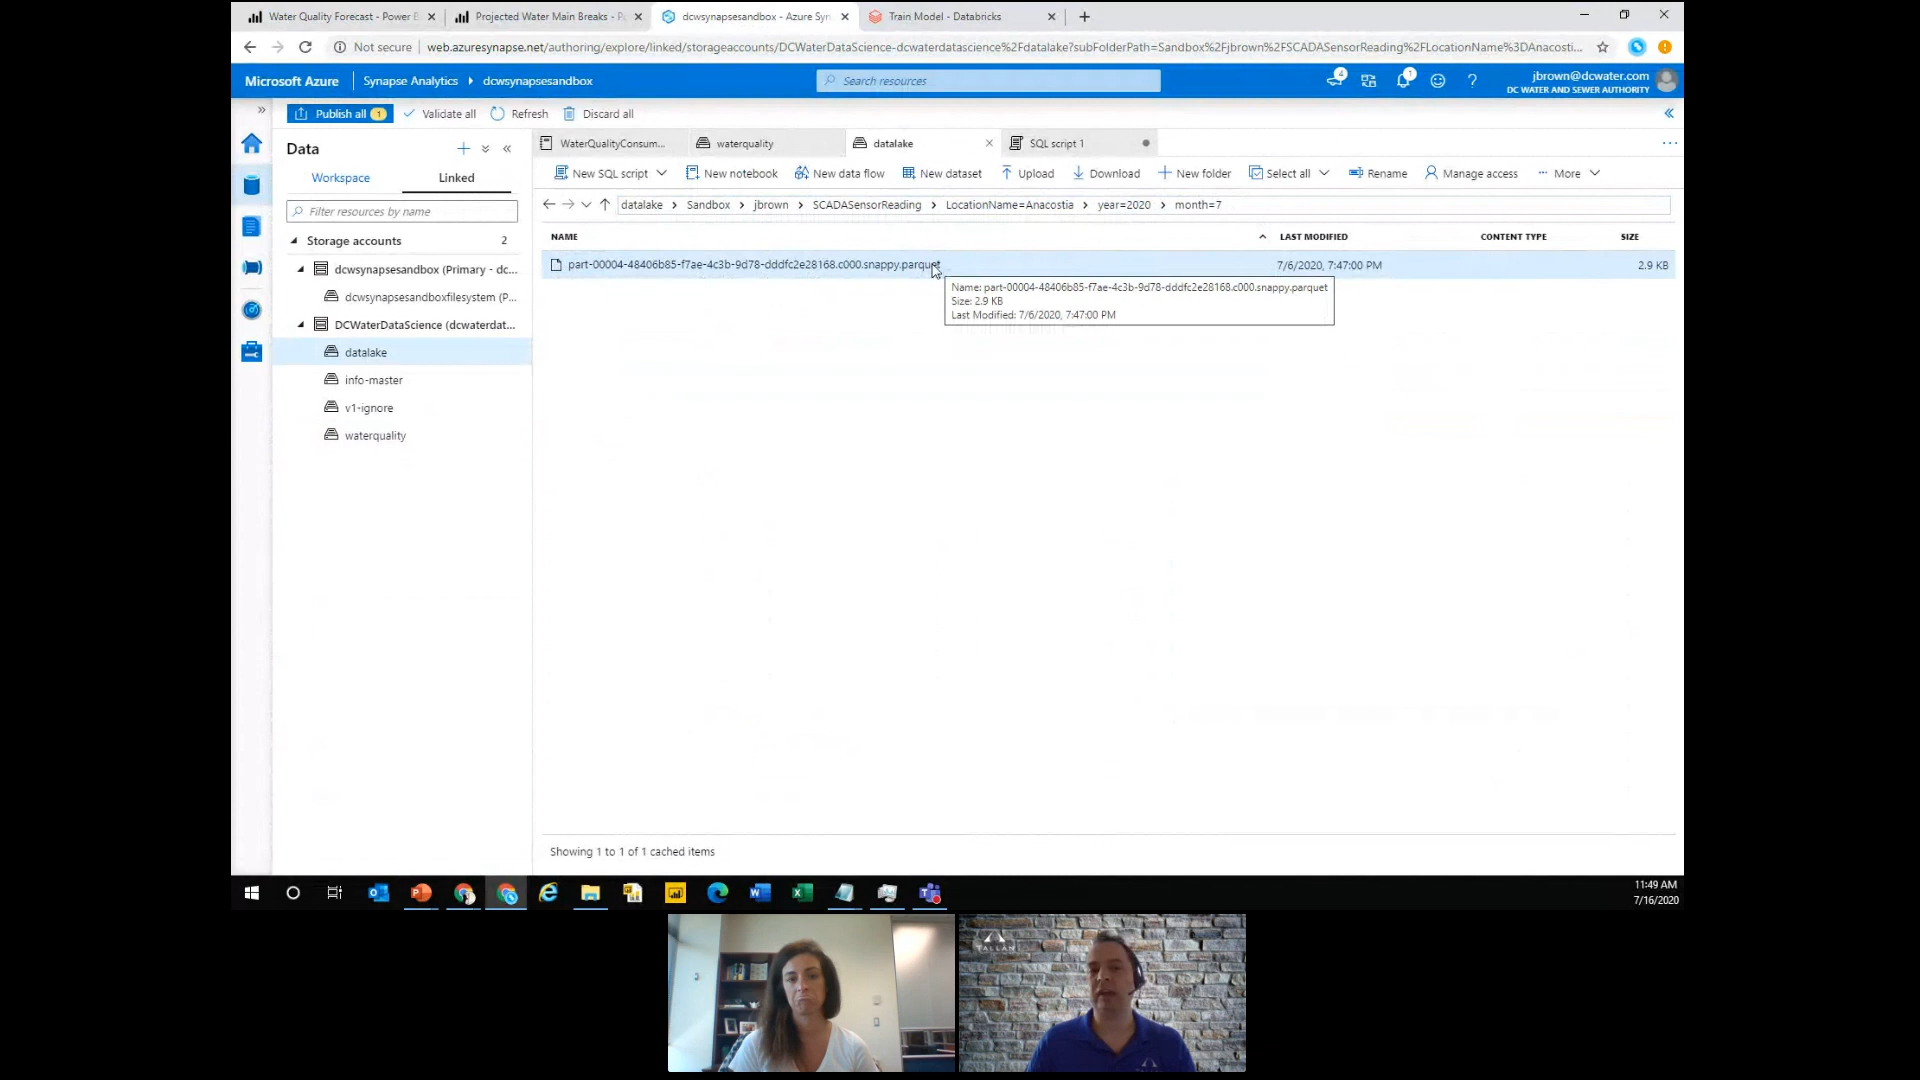 Water Quality Forecast - Power B
Projected Water Main Breaks - Po
dcwsynapsesandbox - Azure Syn
Train Model - Databricks
Not secure
web.azuresynapse.net/authoring/explore/linked/storageaccounts/DCWaterDataScience-dcwaterdatascience%2Fdatalake?subFolderPath=Sandbox%2Fjbrown%2FSCADASensorReading%2FLocationName%3DAnacosti...
Microsoft Azure
Synapse Analytics
dcwsynapsesandbox
Search resources
4
1
?
jbrown@dcwater.com
DC WATER AND SEWER AUTHORITY
Publish all 1
Validate all
Refresh
Discard all
Data
WaterQualityConsum...
waterquality
datalake
SQL script 1
Workspace
Linked
New SQL script
New notebook
New data flow
New dataset
Upload
Download
New folder
Select all
Rename
Manage access
More
Filter resources by name
datalake > Sandbox > jbrown > SCADASensorReading > LocationName=Anacostia > year=2020 > month=7
Storage accounts 2
NAME
LAST MODIFIED
CONTENT TYPE
SIZE
dcwsynapsesandbox (Primary - dc...
part-00004-48406b85-f7ae-4c3b-9d78-dddfc2e28168.c000.snappy.parquet
7/6/2020, 7:47:00 PM
2.9 KB
dcwsynapsesandboxfilesystem (P...
Name: part-00004-48406b85-f7ae-4c3b-9d78-dddfc2e28168.c000.snappy.parquet
Size: 2.9 KB
Last Modified: 7/6/2020, 7:47:00 PM
DCWaterDataScience (dcwaterdat...
datalake
info-master
v1-ignore
waterquality
Showing 1 to 1 of 1 cached items
11:49 AM
7/16/2020
TALLAN